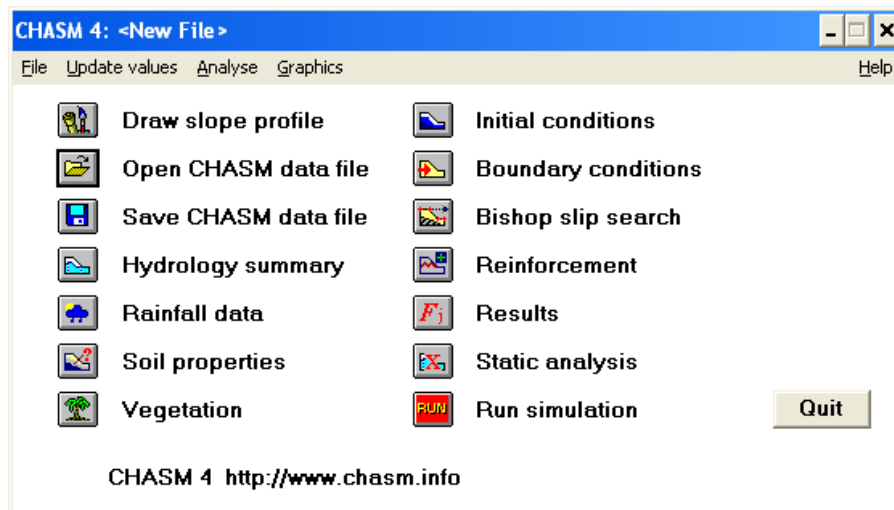 CHASM 4: <New File>
File Update values Analyse Graphics Help
Draw slope profile
Open CHASM data file
Save CHASM data file
Hydrology summary
Rainfall data
Soil properties
Vegetation
Initial conditions
Boundary conditions
Bishop slip search
Reinforcement
Fj Results
Static analysis
RUN Run simulation
Quit
CHASM 4 http://www.chasm.info